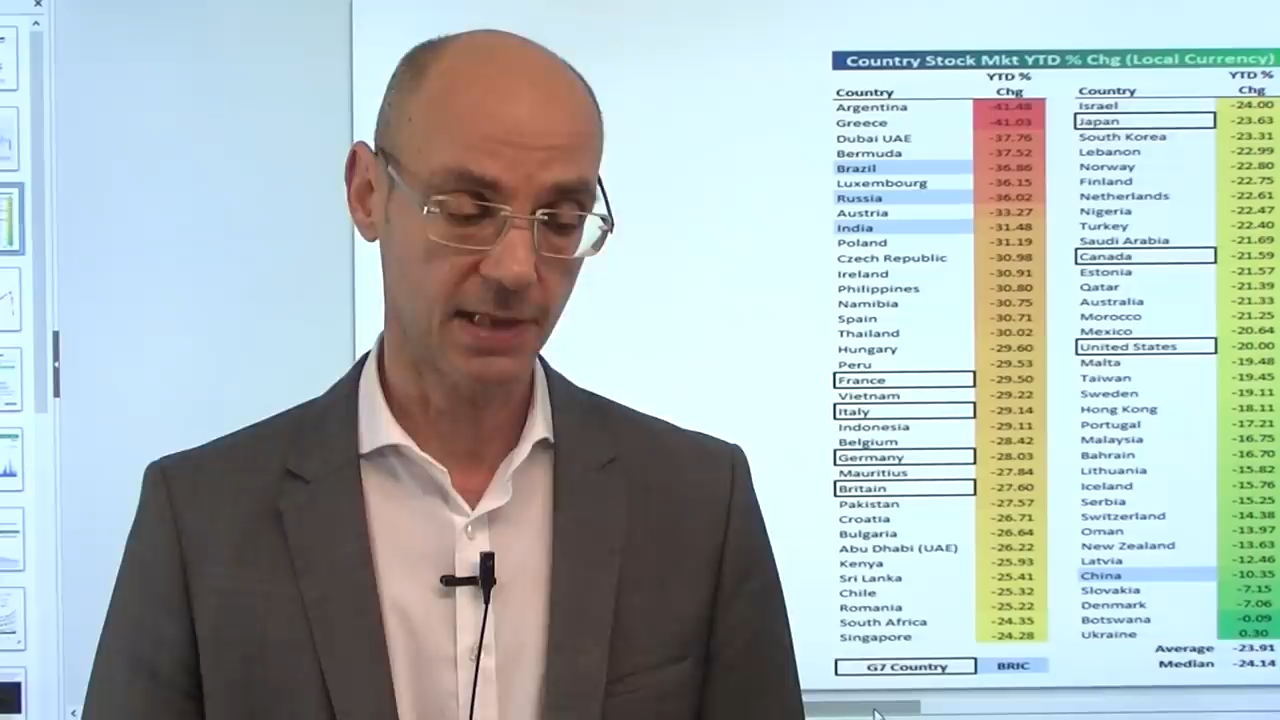 Country Stock Mkt YTD % Chg (Local Currency)
YTD %
Country Chg
Argentina -41.48
Greece -41.03
Dubai UAE -37.76
Bermuda -37.52
Brazil -36.86
Luxembourg -36.15
Russia -36.02
Austria -33.27
India -31.48
Poland -31.19
Czech Republic -30.98
Ireland -30.91
Philippines -30.80
Namibia -30.75
Spain -30.71
Thailand -30.02
Hungary -29.60
Peru -29.53
France -29.50
Vietnam -29.22
Italy -29.14
Indonesia -29.11
Belgium -28.42
Germany -28.03
Mauritius -27.84
Britain -27.60
Pakistan -27.57
Croatia -26.71
Bulgaria -26.64
Abu Dhabi (UAE) -26.22
Kenya -25.93
Sri Lanka -25.41
Chile -25.32
Romania -25.22
South Africa -24.35
Singapore -24.28
G7 Country BRIC
YTD %
Country Chg
Israel -24.00
Japan -23.63
South Korea -23.31
Lebanon -22.99
Norway -22.80
Finland -22.75
Netherlands -22.61
Nigeria -22.47
Turkey -22.40
Saudi Arabia -21.69
Canada -21.59
Estonia -21.57
Qatar -21.39
Australia -21.33
Morocco -21.25
Mexico -20.64
United States -20.00
Malta -19.48
Taiwan -19.45
Sweden -19.11
Hong Kong -18.11
Portugal -17.21
Malaysia -16.75
Bahrain -16.70
Lithuania -15.82
Iceland -15.76
Serbia -15.25
Switzerland -14.38
Oman -13.97
New Zealand -13.63
Latvia -12.46
China -10.35
Slovakia -7.15
Denmark -7.06
Botswana -0.09
Ukraine 0.30
Average -23.91
Median -24.14